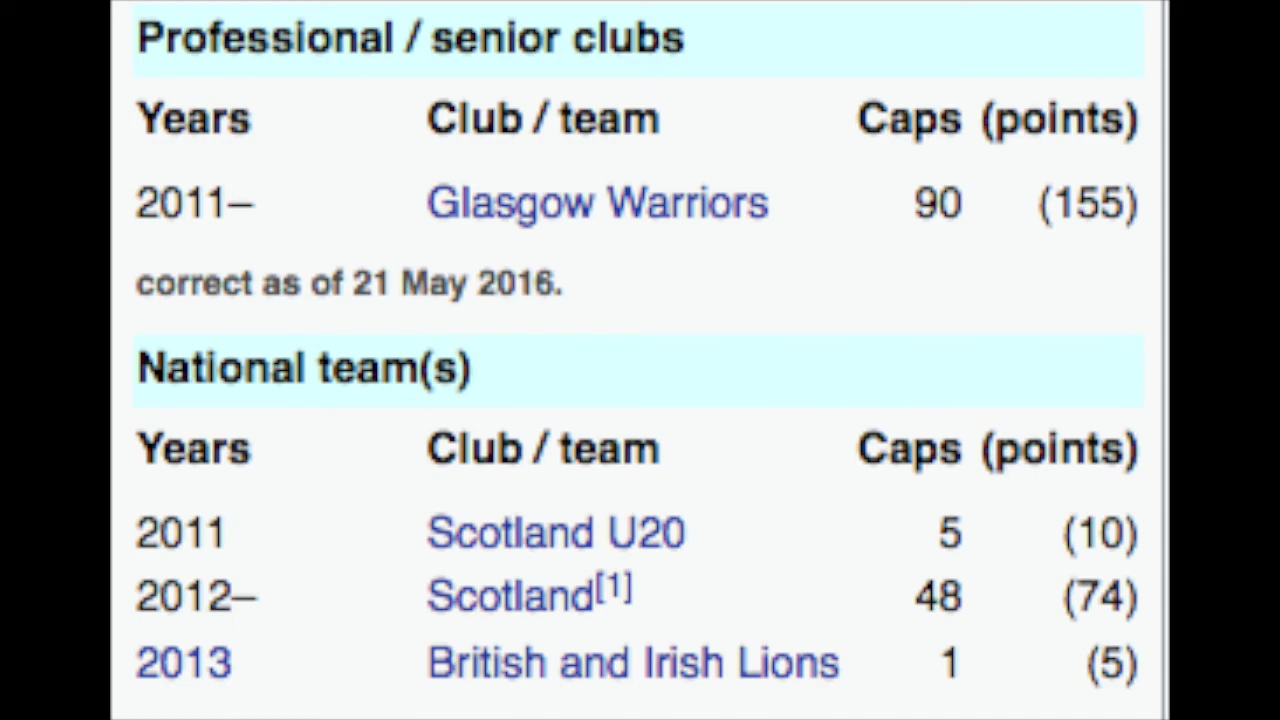 Professional / senior clubs
Years Club / team Caps (points)
2011– Glasgow Warriors 90 (155)
correct as of 21 May 2016.
National team(s)
Years Club / team Caps (points)
2011 Scotland U20 5 (10)
2012– Scotland[1] 48 (74)
2013 British and Irish Lions 1 (5)